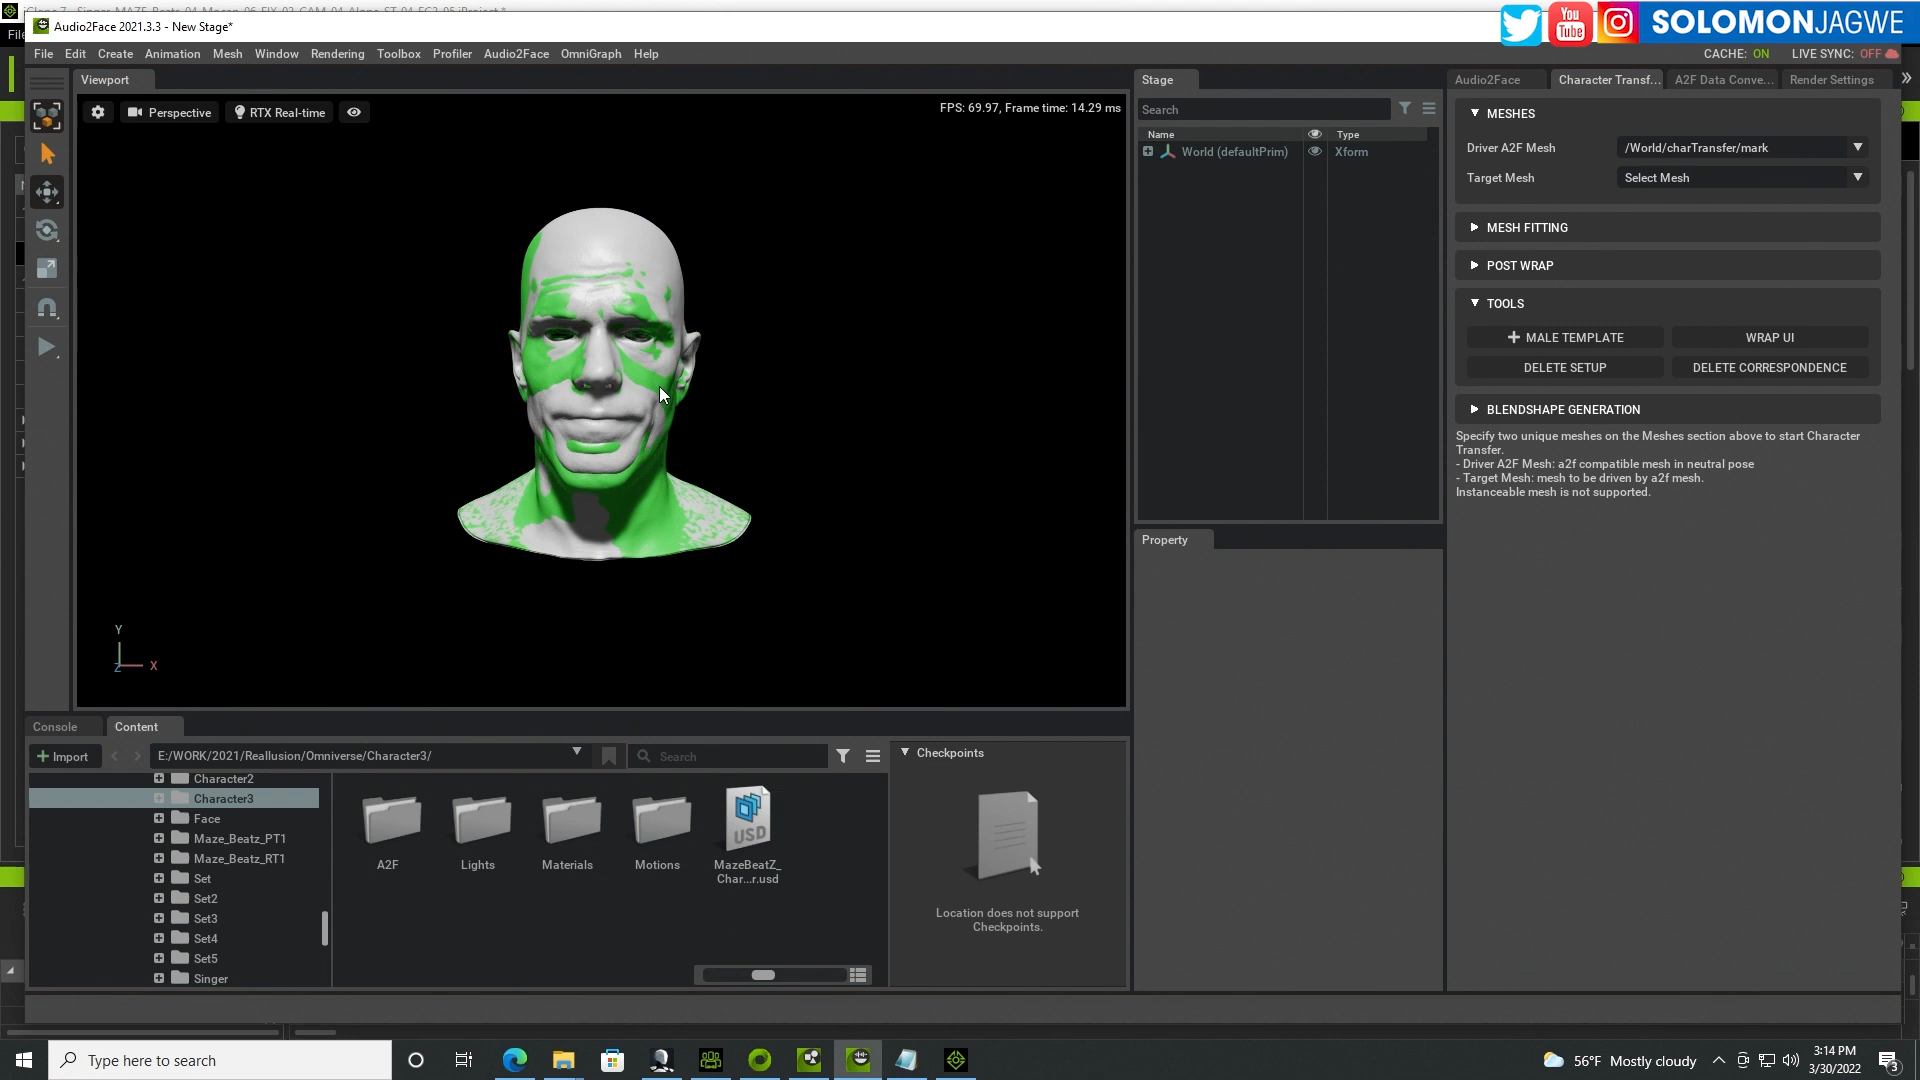 Audio2Face 2021.3.3 - New Stage*
SOLOMONJAGWE
You
Tube
File Edit Create Animation Mesh Window Rendering Toolbox Profiler Audio2Face OmniGraph Help
CACHE: ON LIVE SYNC: OFF
Viewport
Perspective
RTX Real-time
FPS: 69.97, Frame time: 14.29 ms
Y
Z
X
Stage
Search
Name Type
World (defaultPrim) Xform
Property
Audio2Face Character Transf... A2F Data Conve... Render Settings
MESHES
Driver A2F Mesh /World/charTransfer/mark
Target Mesh Select Mesh
MESH FITTING
POST WRAP
TOOLS
MALE TEMPLATE WRAP UI
DELETE SETUP DELETE CORRESPONDENCE
BLENDSHAPE GENERATION
Specify two unique meshes on the Meshes section above to start Character
Transfer.
- Driver A2F Mesh: a2f compatible mesh in neutral pose
- Target Mesh: mesh to be driven by a2f mesh.
Instanceable mesh is not supported.
Console Content
Import E:/WORK/2021/Reallusion/Omniverse/Character3/ Search
Character2
Character3
Face
Maze_Beatz_PT1
Maze_Beatz_RT1
Set
Set2
Set3
Set4
Set5
Singer
A2F Lights Materials Motions
USD
MazeBeatZ_
Char...r.usd
Checkpoints
Location does not support
Checkpoints.
Type here to search
56°F Mostly cloudy
3:14 PM
3/30/2022
3